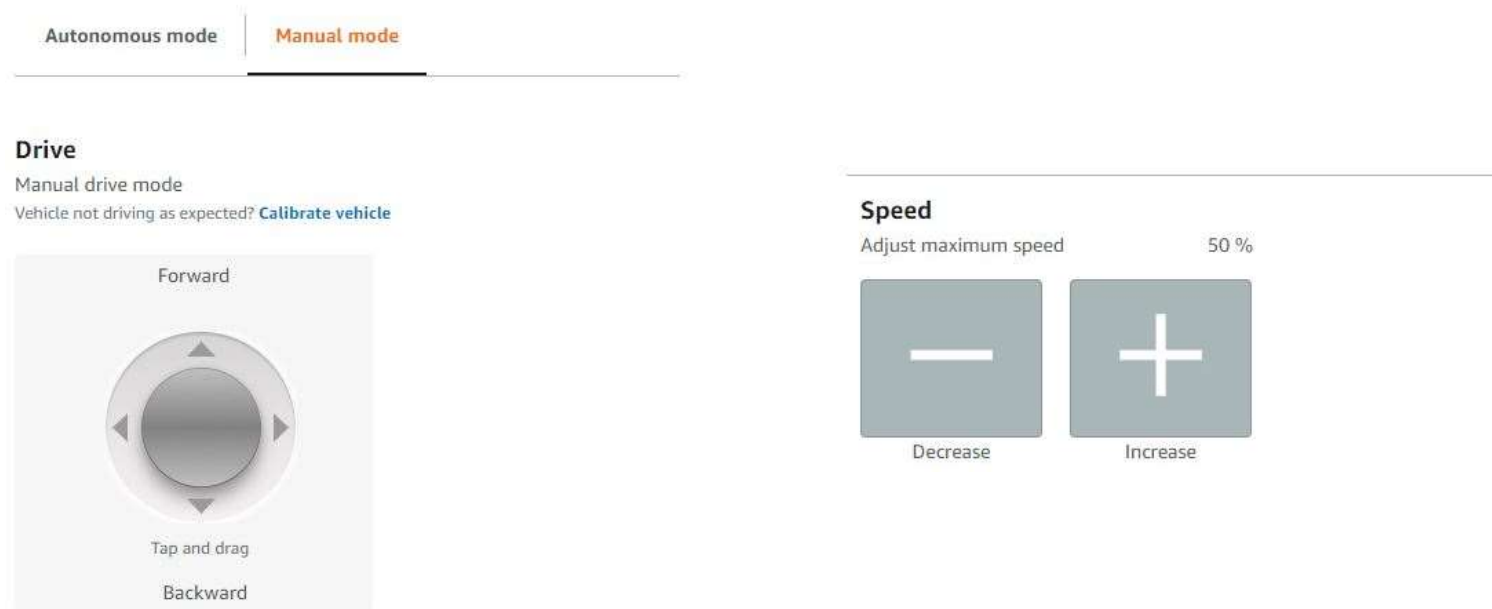 Autonomous mode
Manual mode
Drive
Manual drive mode
Vehicle not driving as expected? Calibrate vehicle
Forward
Tap and drag
Backward
Speed
Adjust maximum speed 50 %
Decrease
Increase